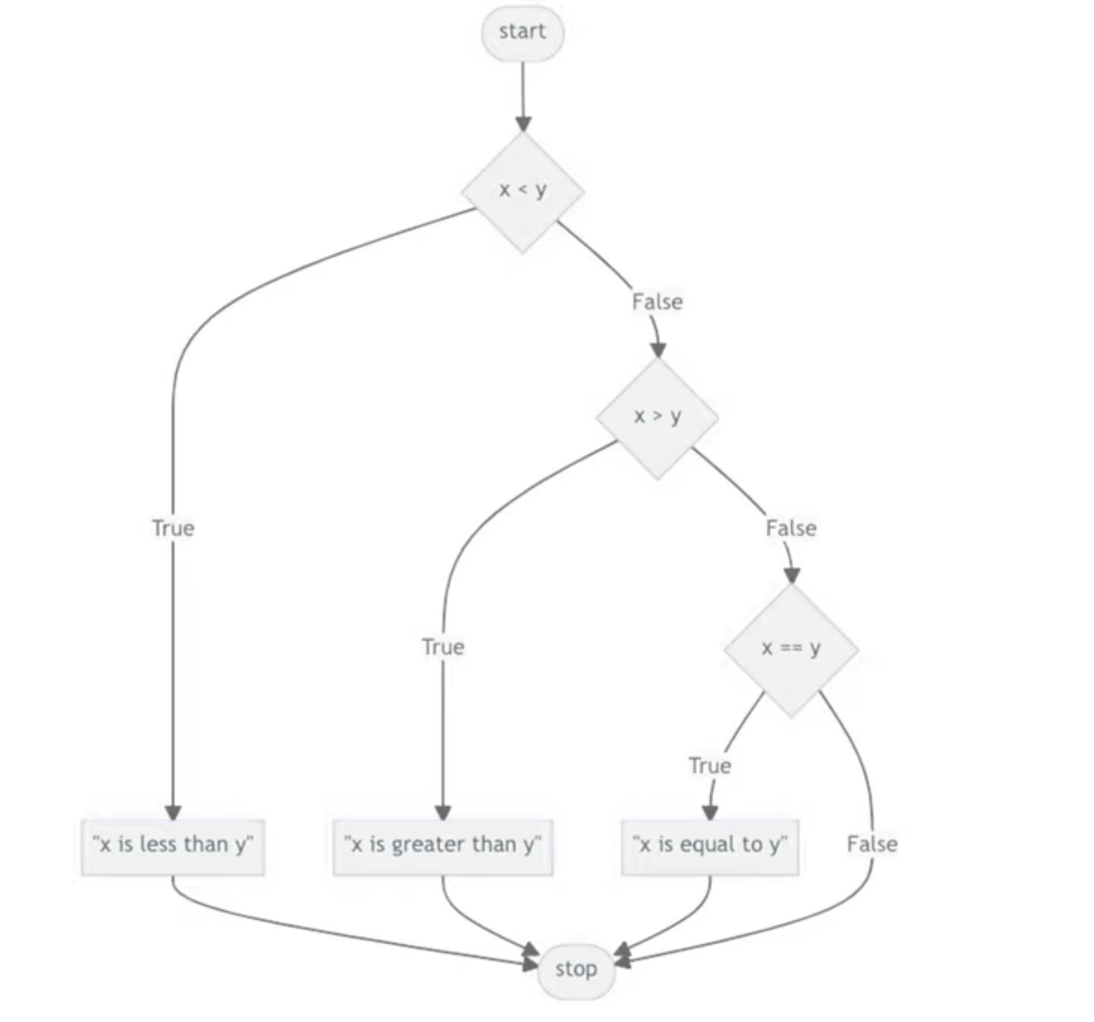 start
x < y
False
x > y
True
False
True
x == y
True
"x is less than y"
"x is greater than y"
"x is equal to y"
False
stop